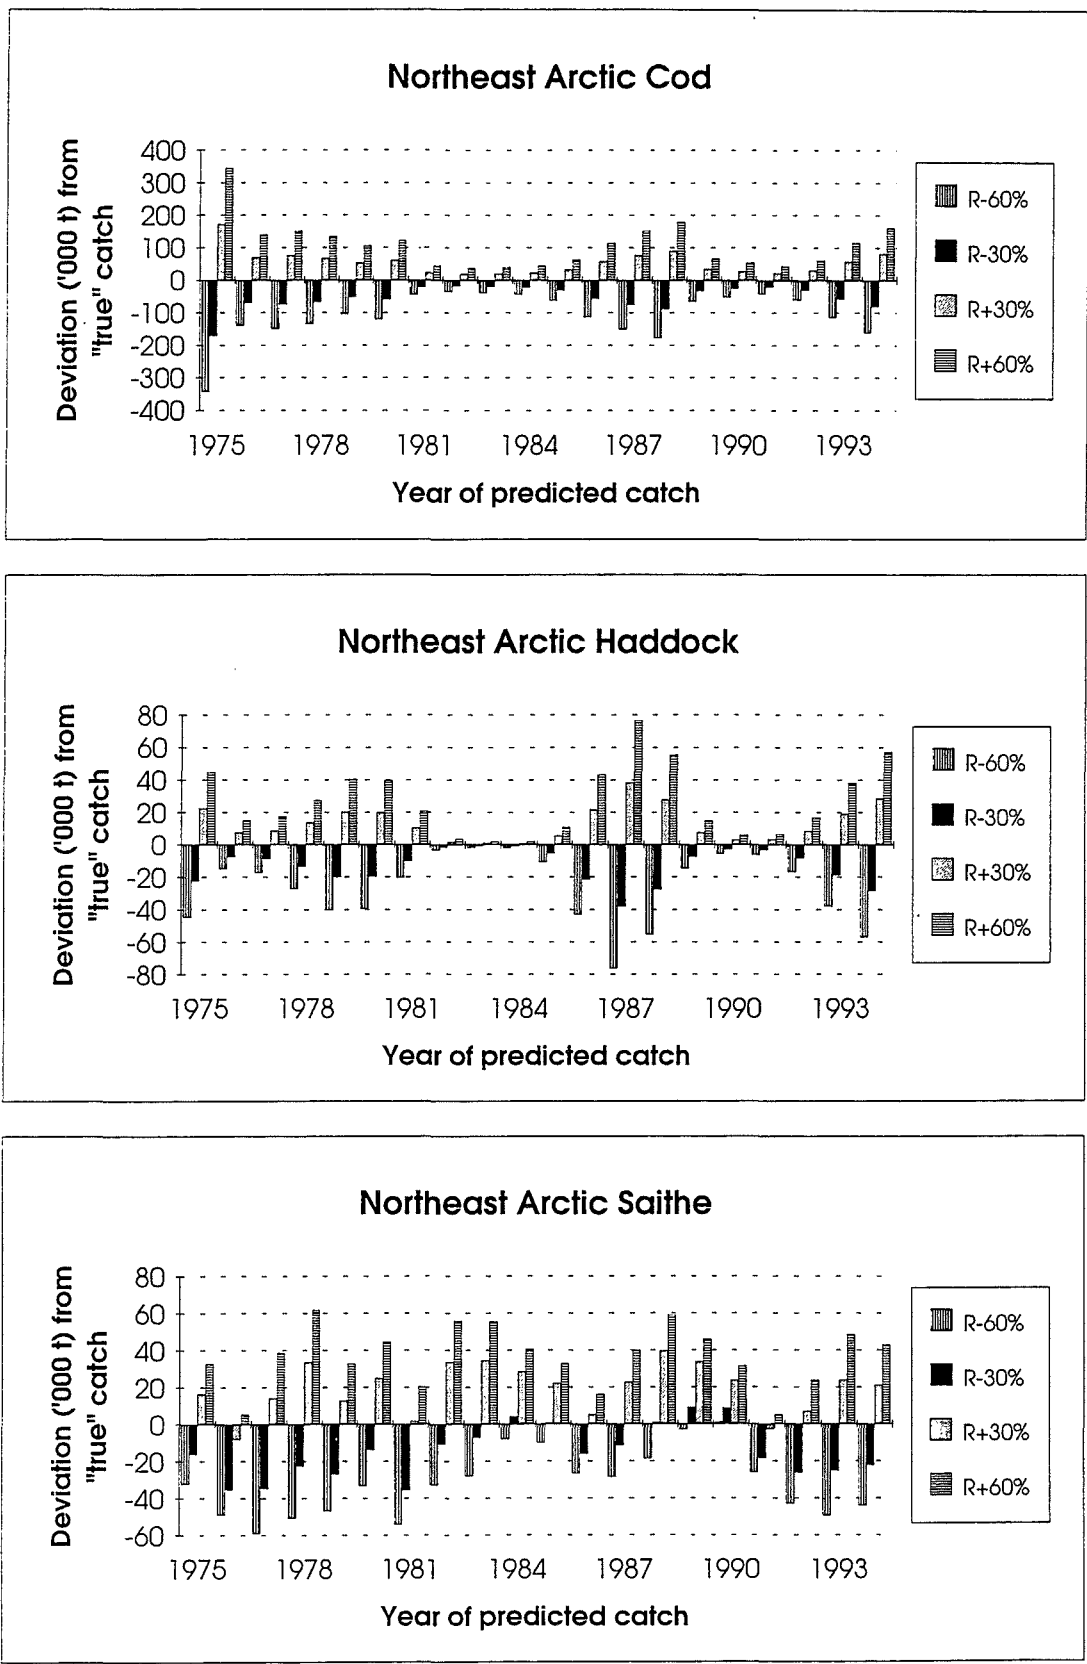 Northeast Arctic Cod
Deviation ('000 t) from
"true" catch
400
300
200
100
0
-100
-200
-300
-400
1975 1978 1981 1984 1987 1990 1993
Year of predicted catch
R-60%
R-30%
R+30%
R+60%
Northeast Arctic Haddock
Deviation ('000 t) from
"true" catch
80
60
40
20
0
-20
-40
-60
-80
1975 1978 1981 1984 1987 1990 1993
Year of predicted catch
R-60%
R-30%
R+30%
R+60%
Northeast Arctic Saithe
Deviation ('000 t) from
"true" catch
80
60
40
20
0
-20
-40
-60
1975 1978 1981 1984 1987 1990 1993
Year of predicted catch
R-60%
R-30%
R+30%
R+60%